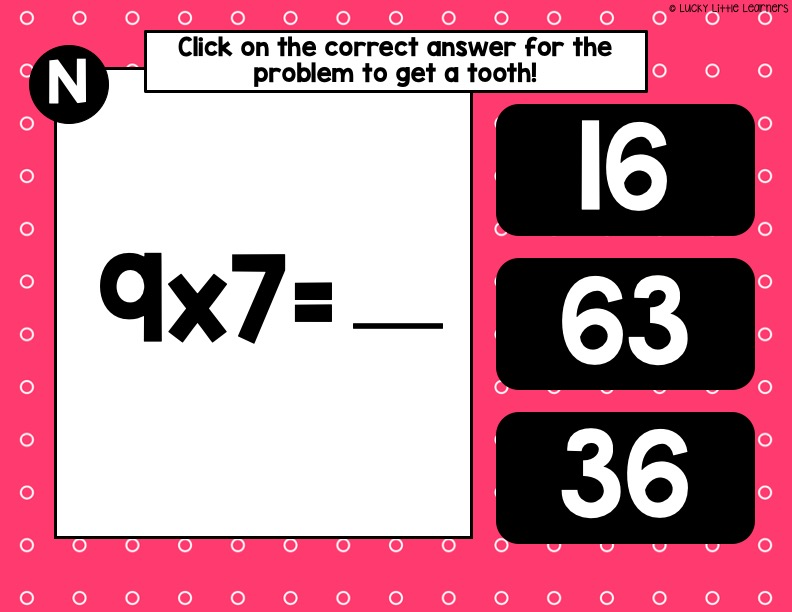 © Lucky Little Learners
Click on the correct answer for the
problem to get a tooth!
N
9x7= __
16
63
36